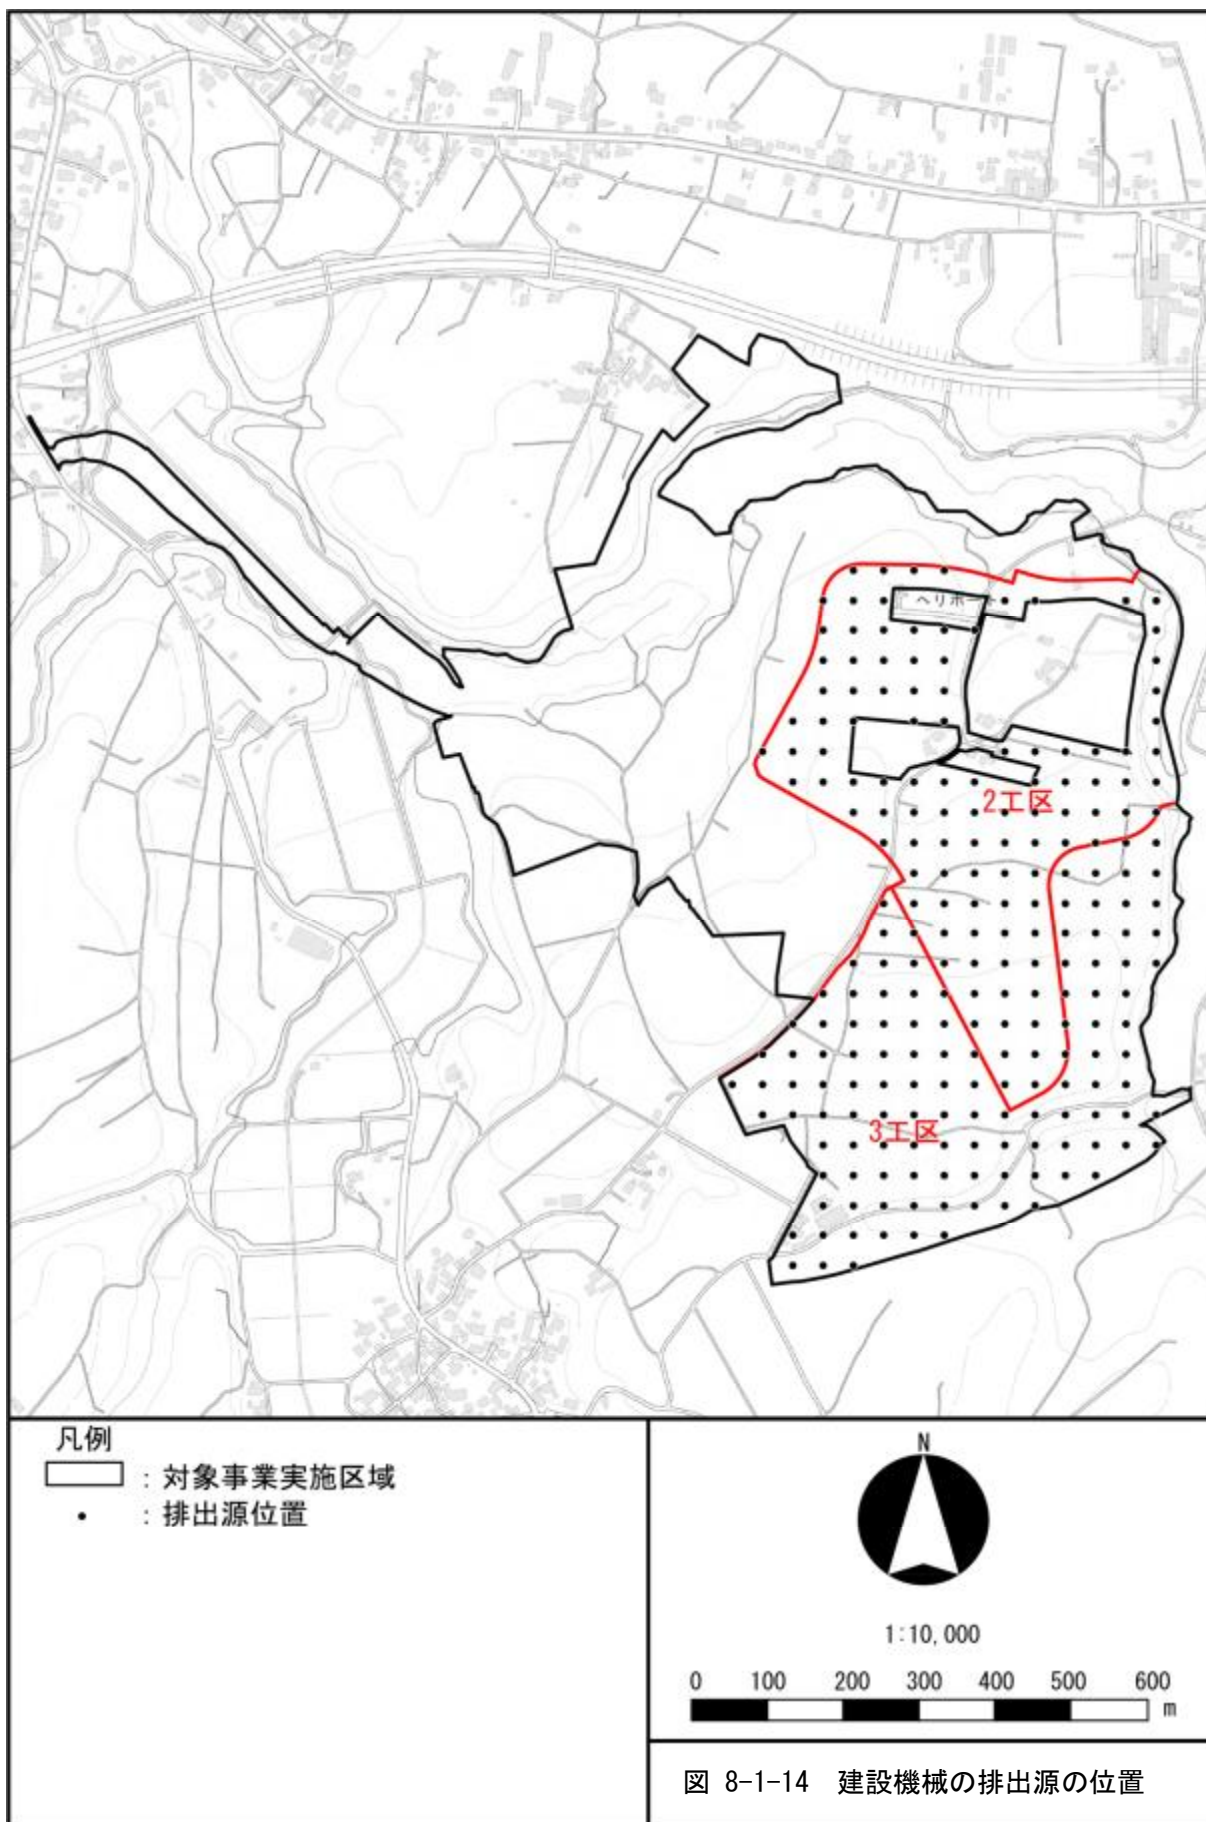 ヘリポー
2工区
3工区
凡例
：対象事業実施区域
：排出源位置
N
1:10,000
0 100 200 300 400 500 600
m
図 8-1-14 建設機械の排出源の位置